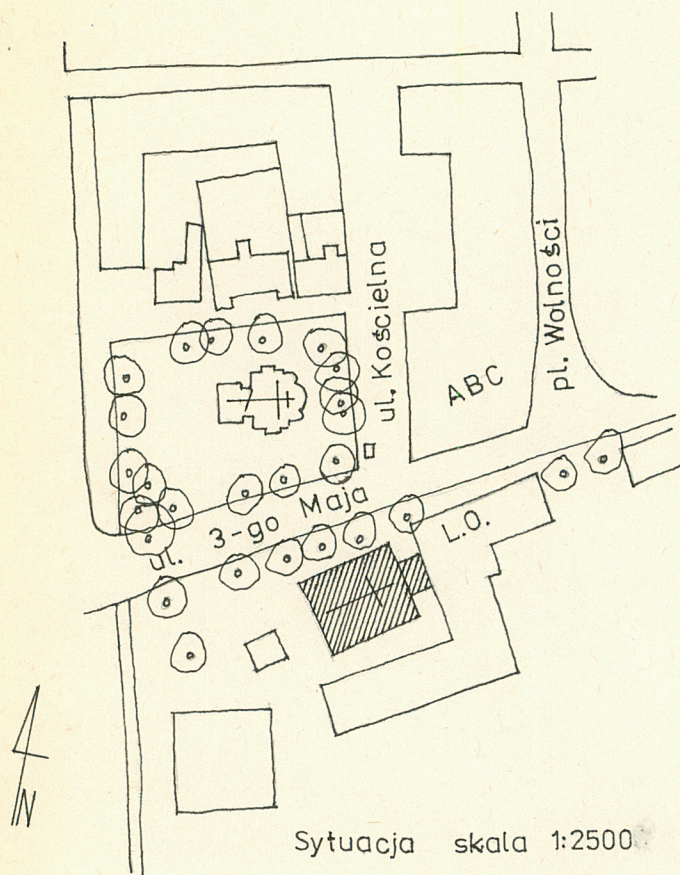 ul. Kościelna
pl. Wolności
ABC
ul. 3-go Maja
L.O.
N
Sytuacja skala 1:2500